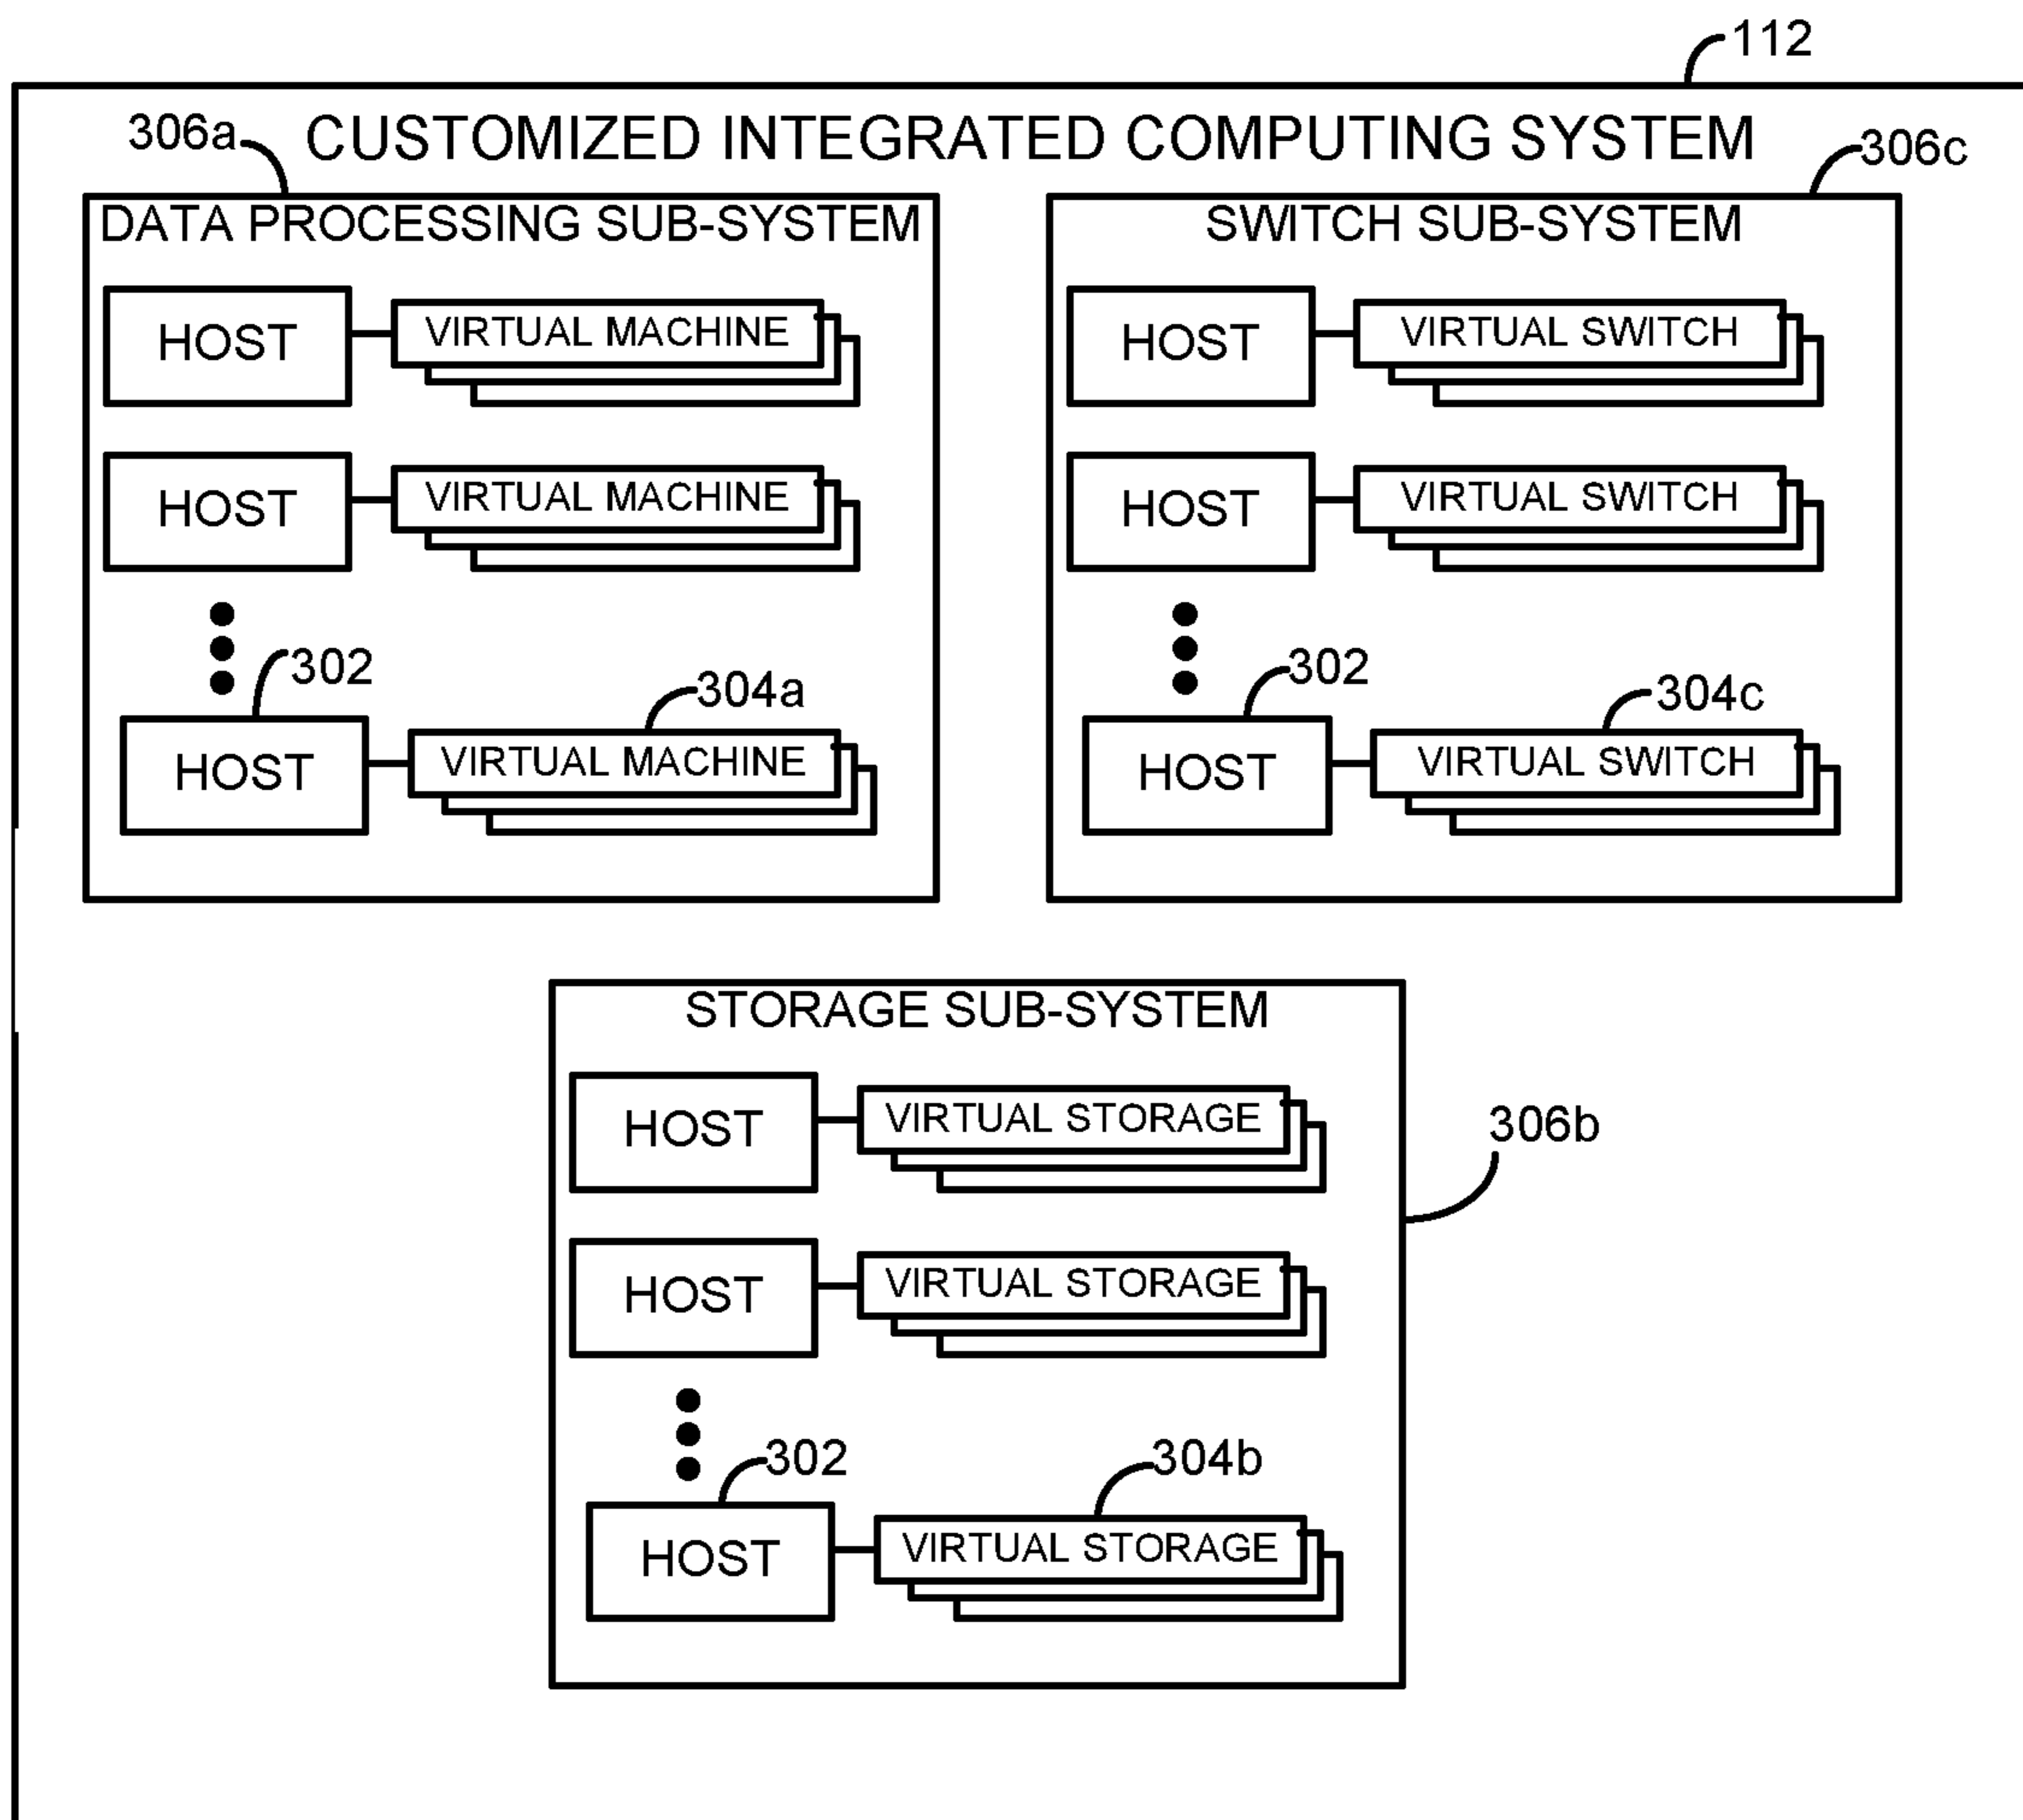 112
CUSTOMIZED INTEGRATED COMPUTING SYSTEM
306a
DATA PROCESSING SUB-SYSTEM
HOST
VIRTUAL MACHINE
HOST
VIRTUAL MACHINE
302
304a
HOST
VIRTUAL MACHINE
306c
SWITCH SUB-SYSTEM
HOST
VIRTUAL SWITCH
HOST
VIRTUAL SWITCH
302
304c
HOST
VIRTUAL SWITCH
STORAGE SUB-SYSTEM
306b
HOST
VIRTUAL STORAGE
HOST
VIRTUAL STORAGE
302
304b
HOST
VIRTUAL STORAGE